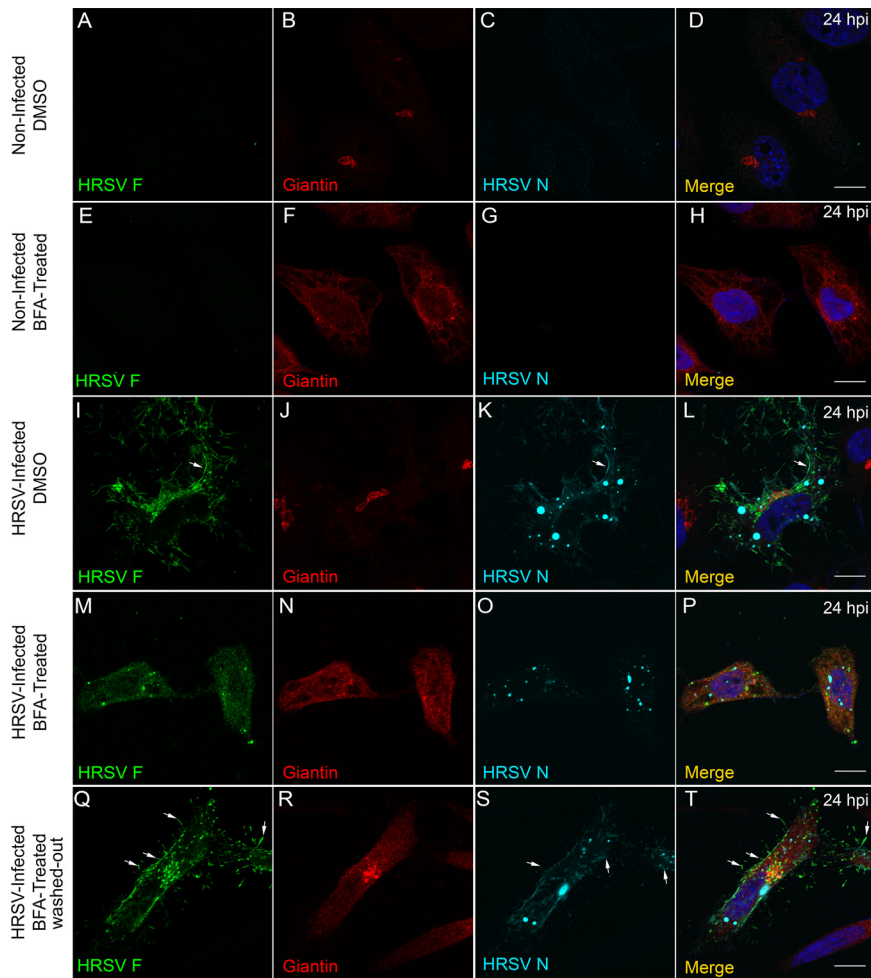 A B C D 24 hpi
Non-Infected
DMSO
HRSV F Giantin HRSV N Merge
E F G H 24 hpi
Non-Infected
BFA-Treated
HRSV F Giantin HRSV N Merge
I J K L 24 hpi
HRSV-Infected
DMSO
HRSV F Giantin HRSV N Merge
M N O P 24 hpi
HRSV-Infected
BFA-Treated
HRSV F Giantin HRSV N Merge
Q R S T 24 hpi
HRSV-Infected
BFA-Treated
washed-out
HRSV F Giantin HRSV N Merge